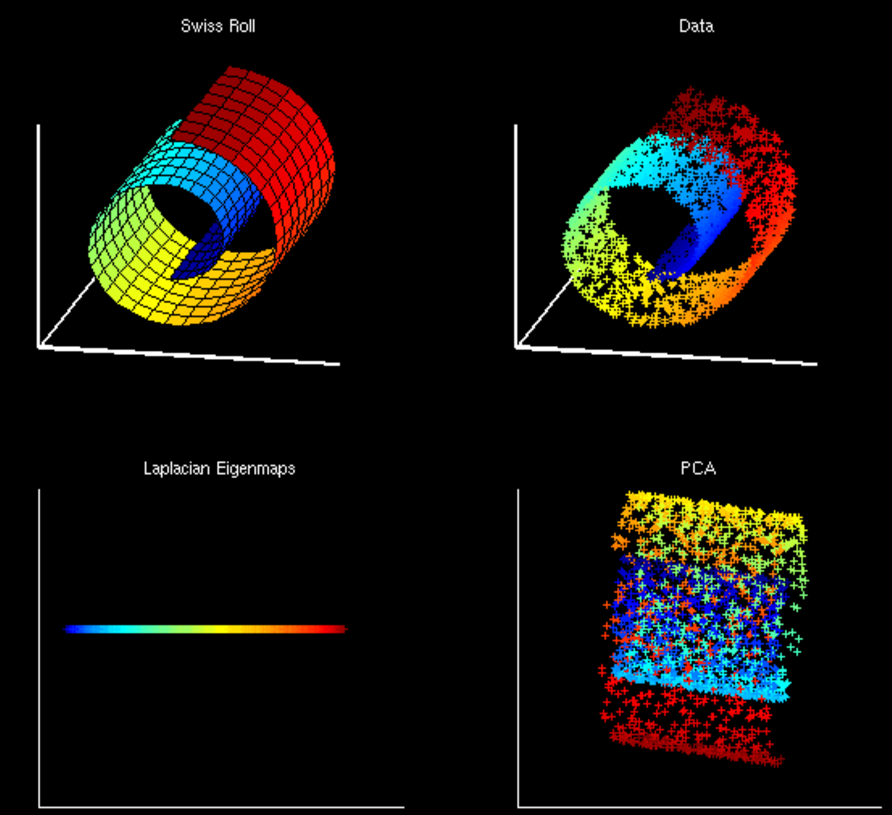 Swiss Roll
Data
Laplacian Eigenmaps
PCA